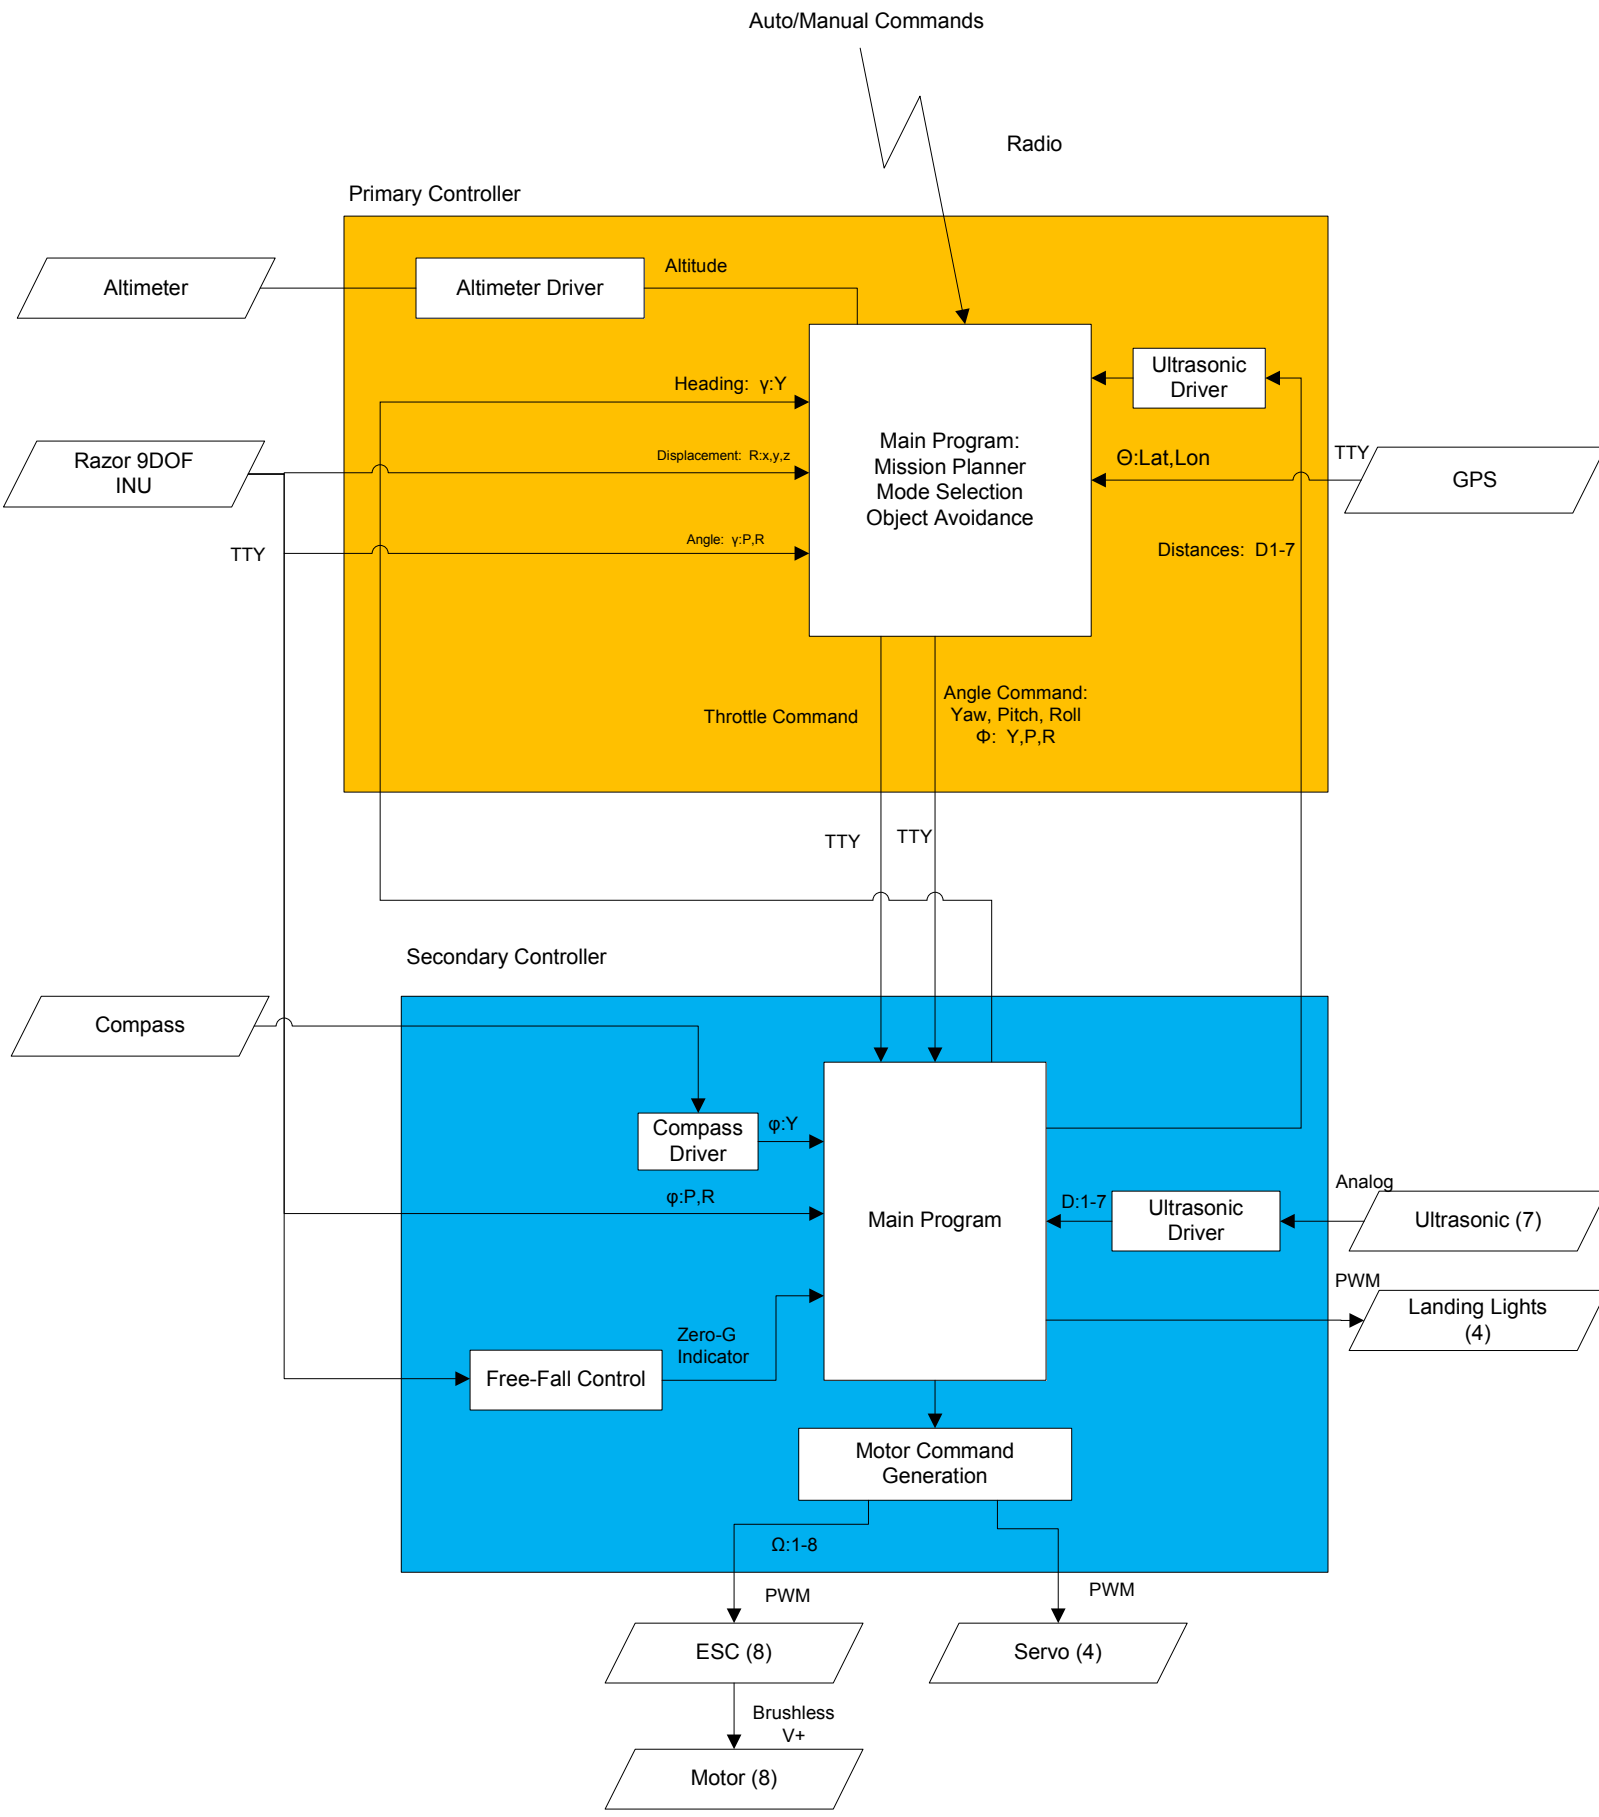 Auto/Manual Commands
Radio
Primary Controller
Altimeter
Altimeter Driver
Altitude
Ultrasonic
Driver
Heading:  γ:Y
Razor 9DOF
INU
Displacement:  R:x,y,z
Main Program:
Mission Planner
Mode Selection
Object Avoidance
Θ:Lat,Lon
TTY
GPS
TTY
Angle:  γ:P,R
Distances:  D1-7
Throttle Command
Angle Command:
Yaw, Pitch, Roll
Φ:  Y,P,R
TTY
TTY
Secondary Controller
Compass
Compass
Driver
φ:Y
φ:P,R
Main Program
D:1-7
Ultrasonic
Driver
Analog
Ultrasonic (7)
PWM
Landing Lights
(4)
Zero-G
Indicator
Free-Fall Control
Motor Command
Generation
Ω:1-8
PWM
PWM
ESC (8)
Servo (4)
Brushless
V+
Motor (8)